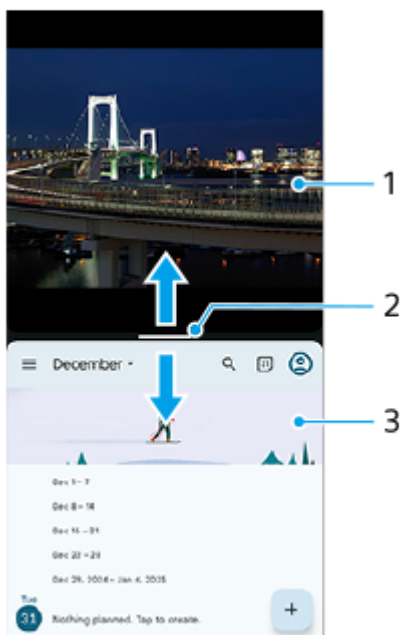 1
2
December
3
Dec 1 – 7
Dec 8 – 14
Dec 15 – 21
Dec 22 – 28
Dec 29, 2024 – Jan 4, 2025
Tue
31 Nothing planned. Tap to create.
+